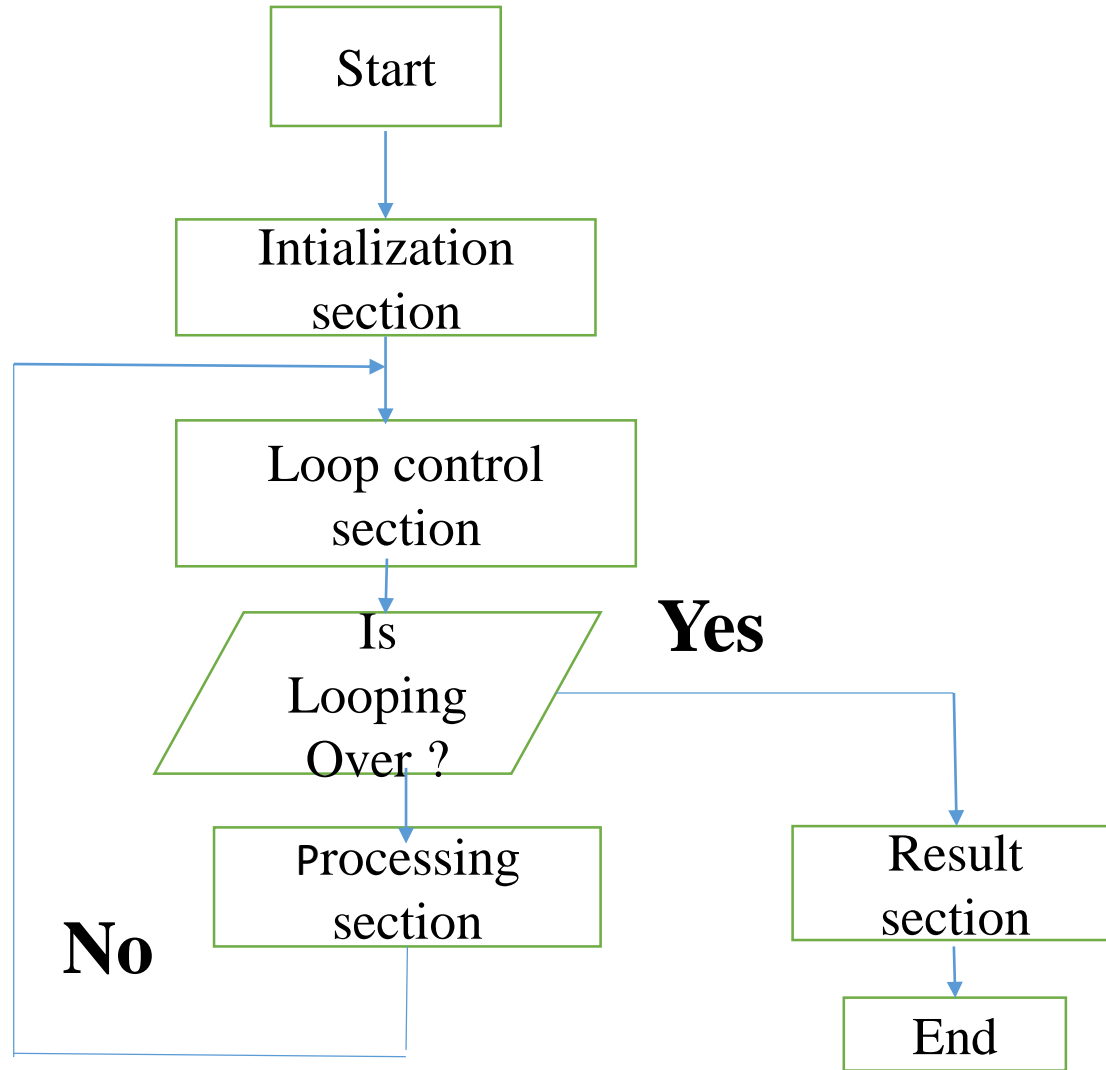 Start
Intialization
section
Loop control
section
Is
Looping
Over ?
Yes
Processing
section
No
Result
section
End